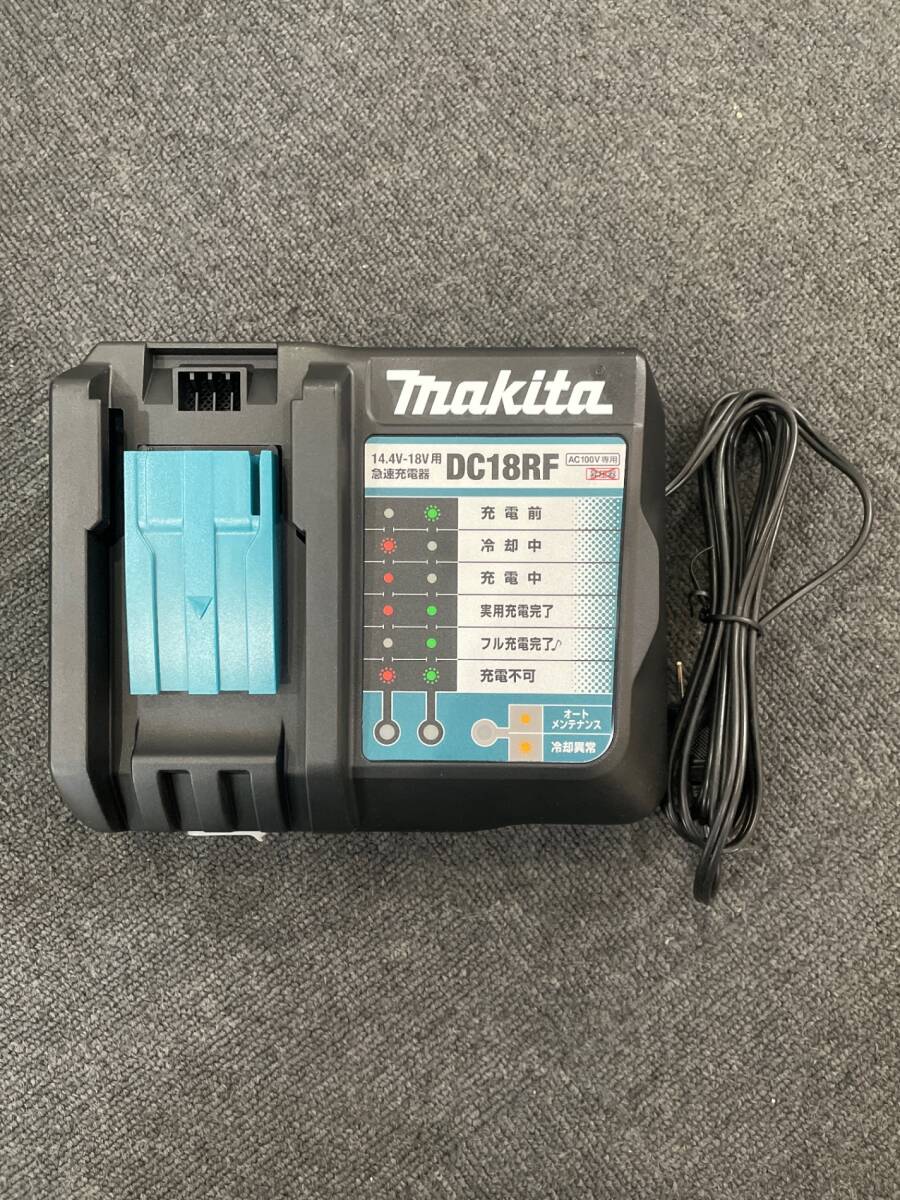 makita
14.4V-18V用
急速充電器
DC18RF
AC100V専用
充電前
冷却中
充電中
実用充電完了
フル充電完了♪
充電不可
オート
メンテナンス
冷却異常